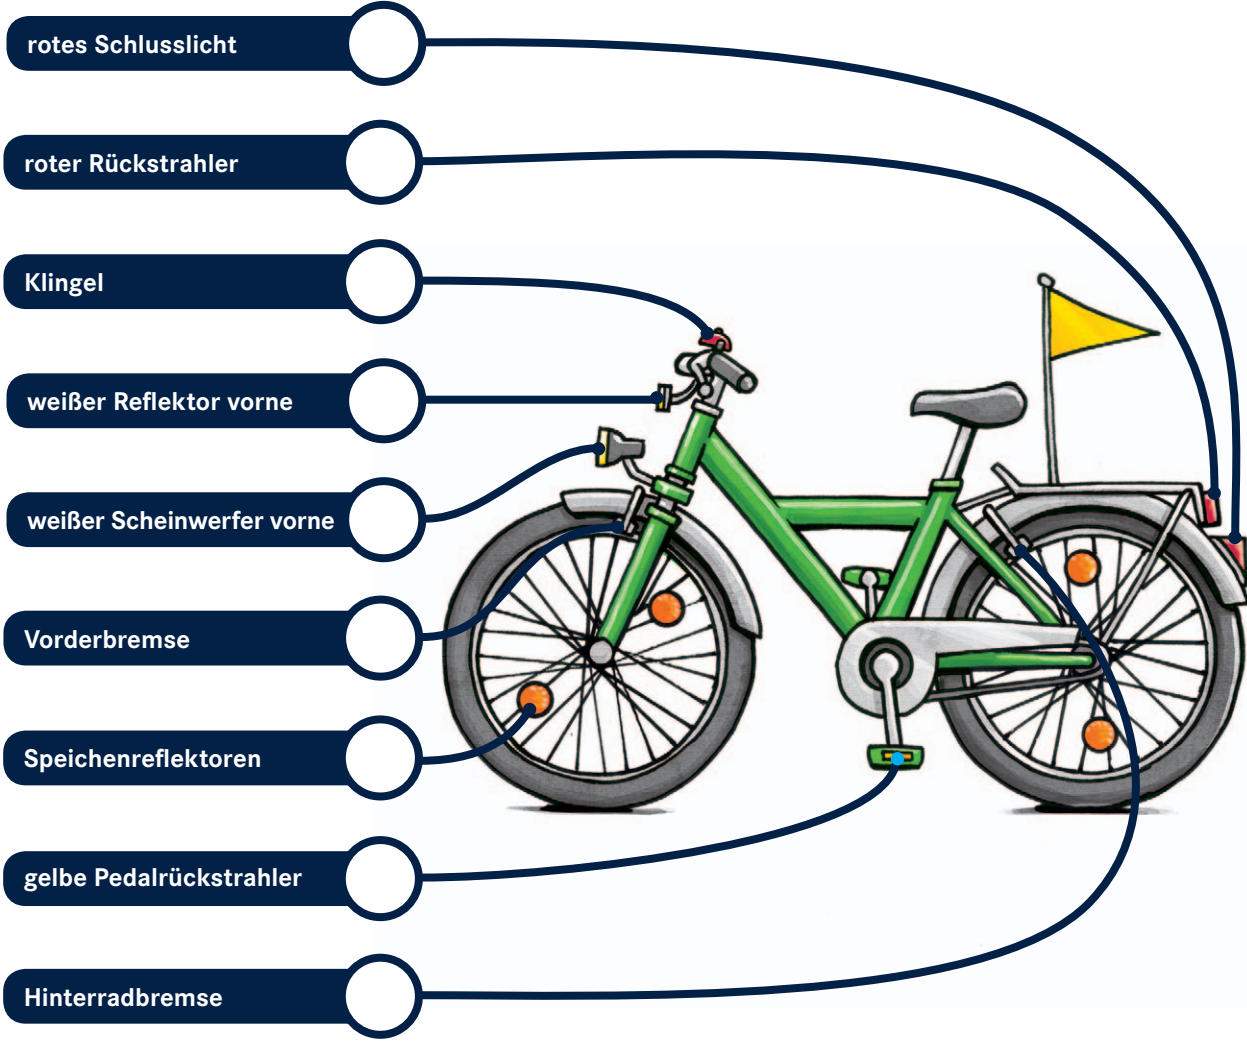 rotes Schlusslicht
roter Rückstrahler
Klingel
weißer Reflektor vorne
weißer Scheinwerfer vorne
Vorderbremse
Speichenreflektoren
gelbe Pedalrückstrahler
Hinterradbremse